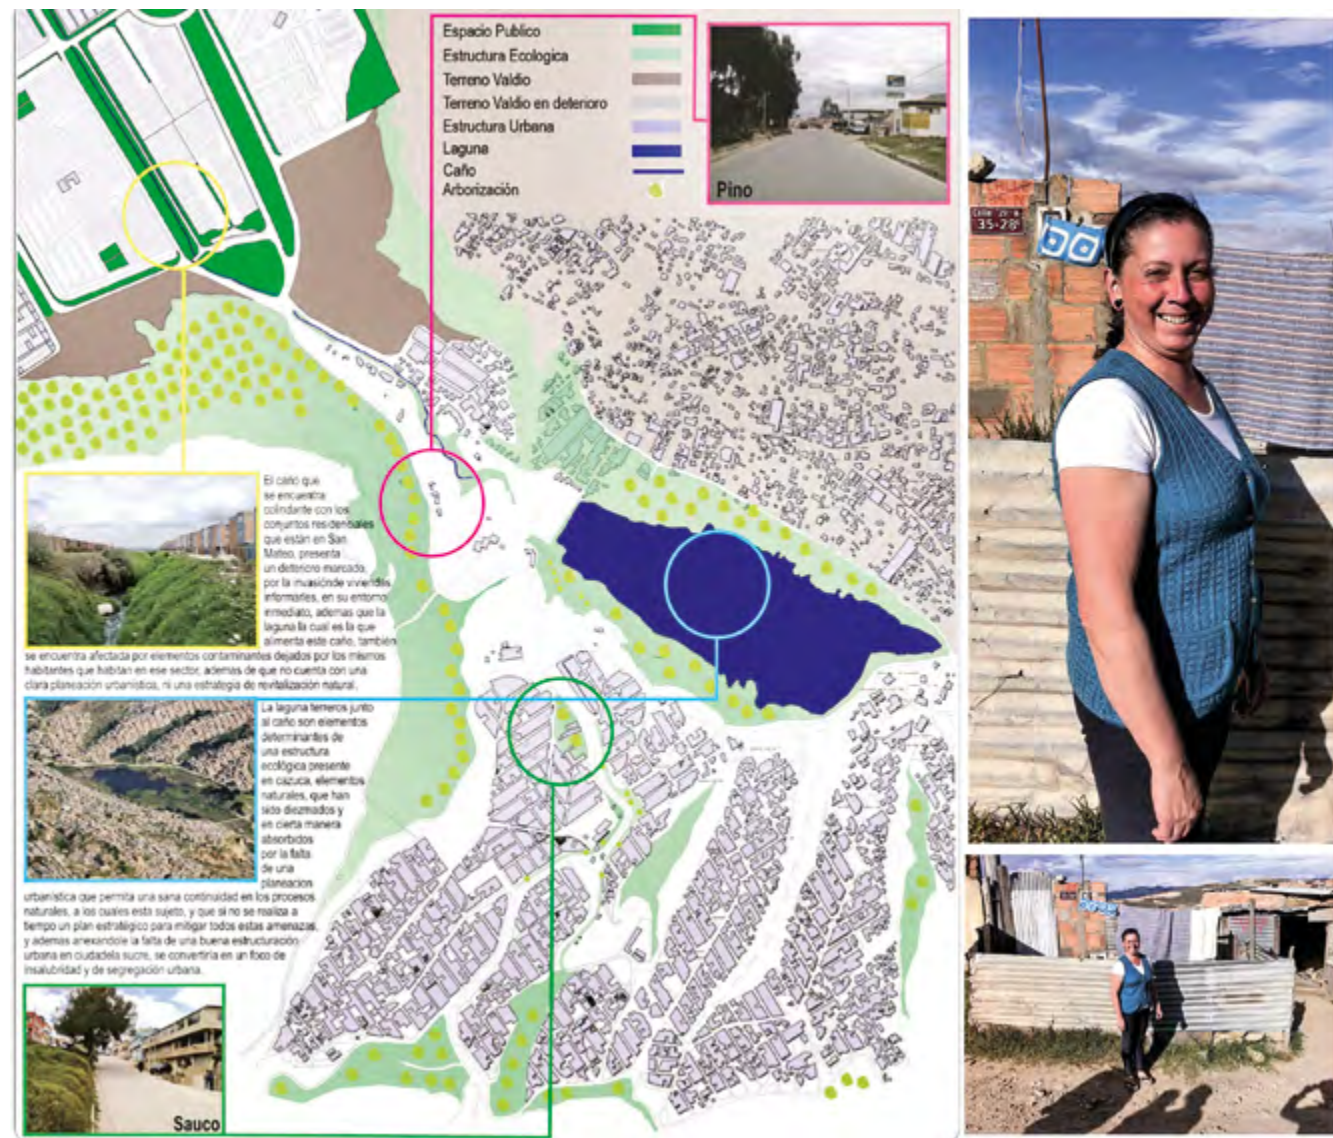 Espacio Publico
Estructura Ecologica
Terreno Valdio
Terreno Valdio en deterioro
Estructura Urbana
Laguna
Caño
Arborización
Pino
Calle
35-28
El caño que
se encuentra
colindante con los
conjuntos residenciales
que están en San
Mateo, presenta
un deterioro marcado,
por la invasiónde viviendas
informarles, en su entorno
inmediato, ademas que la
laguna la cual es la que
alimenta este caño, también
se encuentra afectada por elementos contaminantes dejados por los mismos
habitantes que habitan en ese sector, ademas de que no cuenta con una
clara planeación urbanística, ni una estrategia de revitalización natural.
La laguna terreros junto
al caño son elementos
determinantes de
una estructura
ecológica presente
en cazuca, elementos
naturales, que han
sido diezmados y
en cierta manera
absorbidos
por la falta
de una
planeacion
urbanística que permita una sana continuidad en los procesos
naturales, a los cuales esta sujeto, y que si no se realiza a
tiempo un plan estratégico para mitigar todos estas amenazas,
y ademas anexandole la falta de una buena estructuración
urbana en ciudadela sucre, se convertiría en un foco de
insalubridad y de segregación urbana.
Sauco